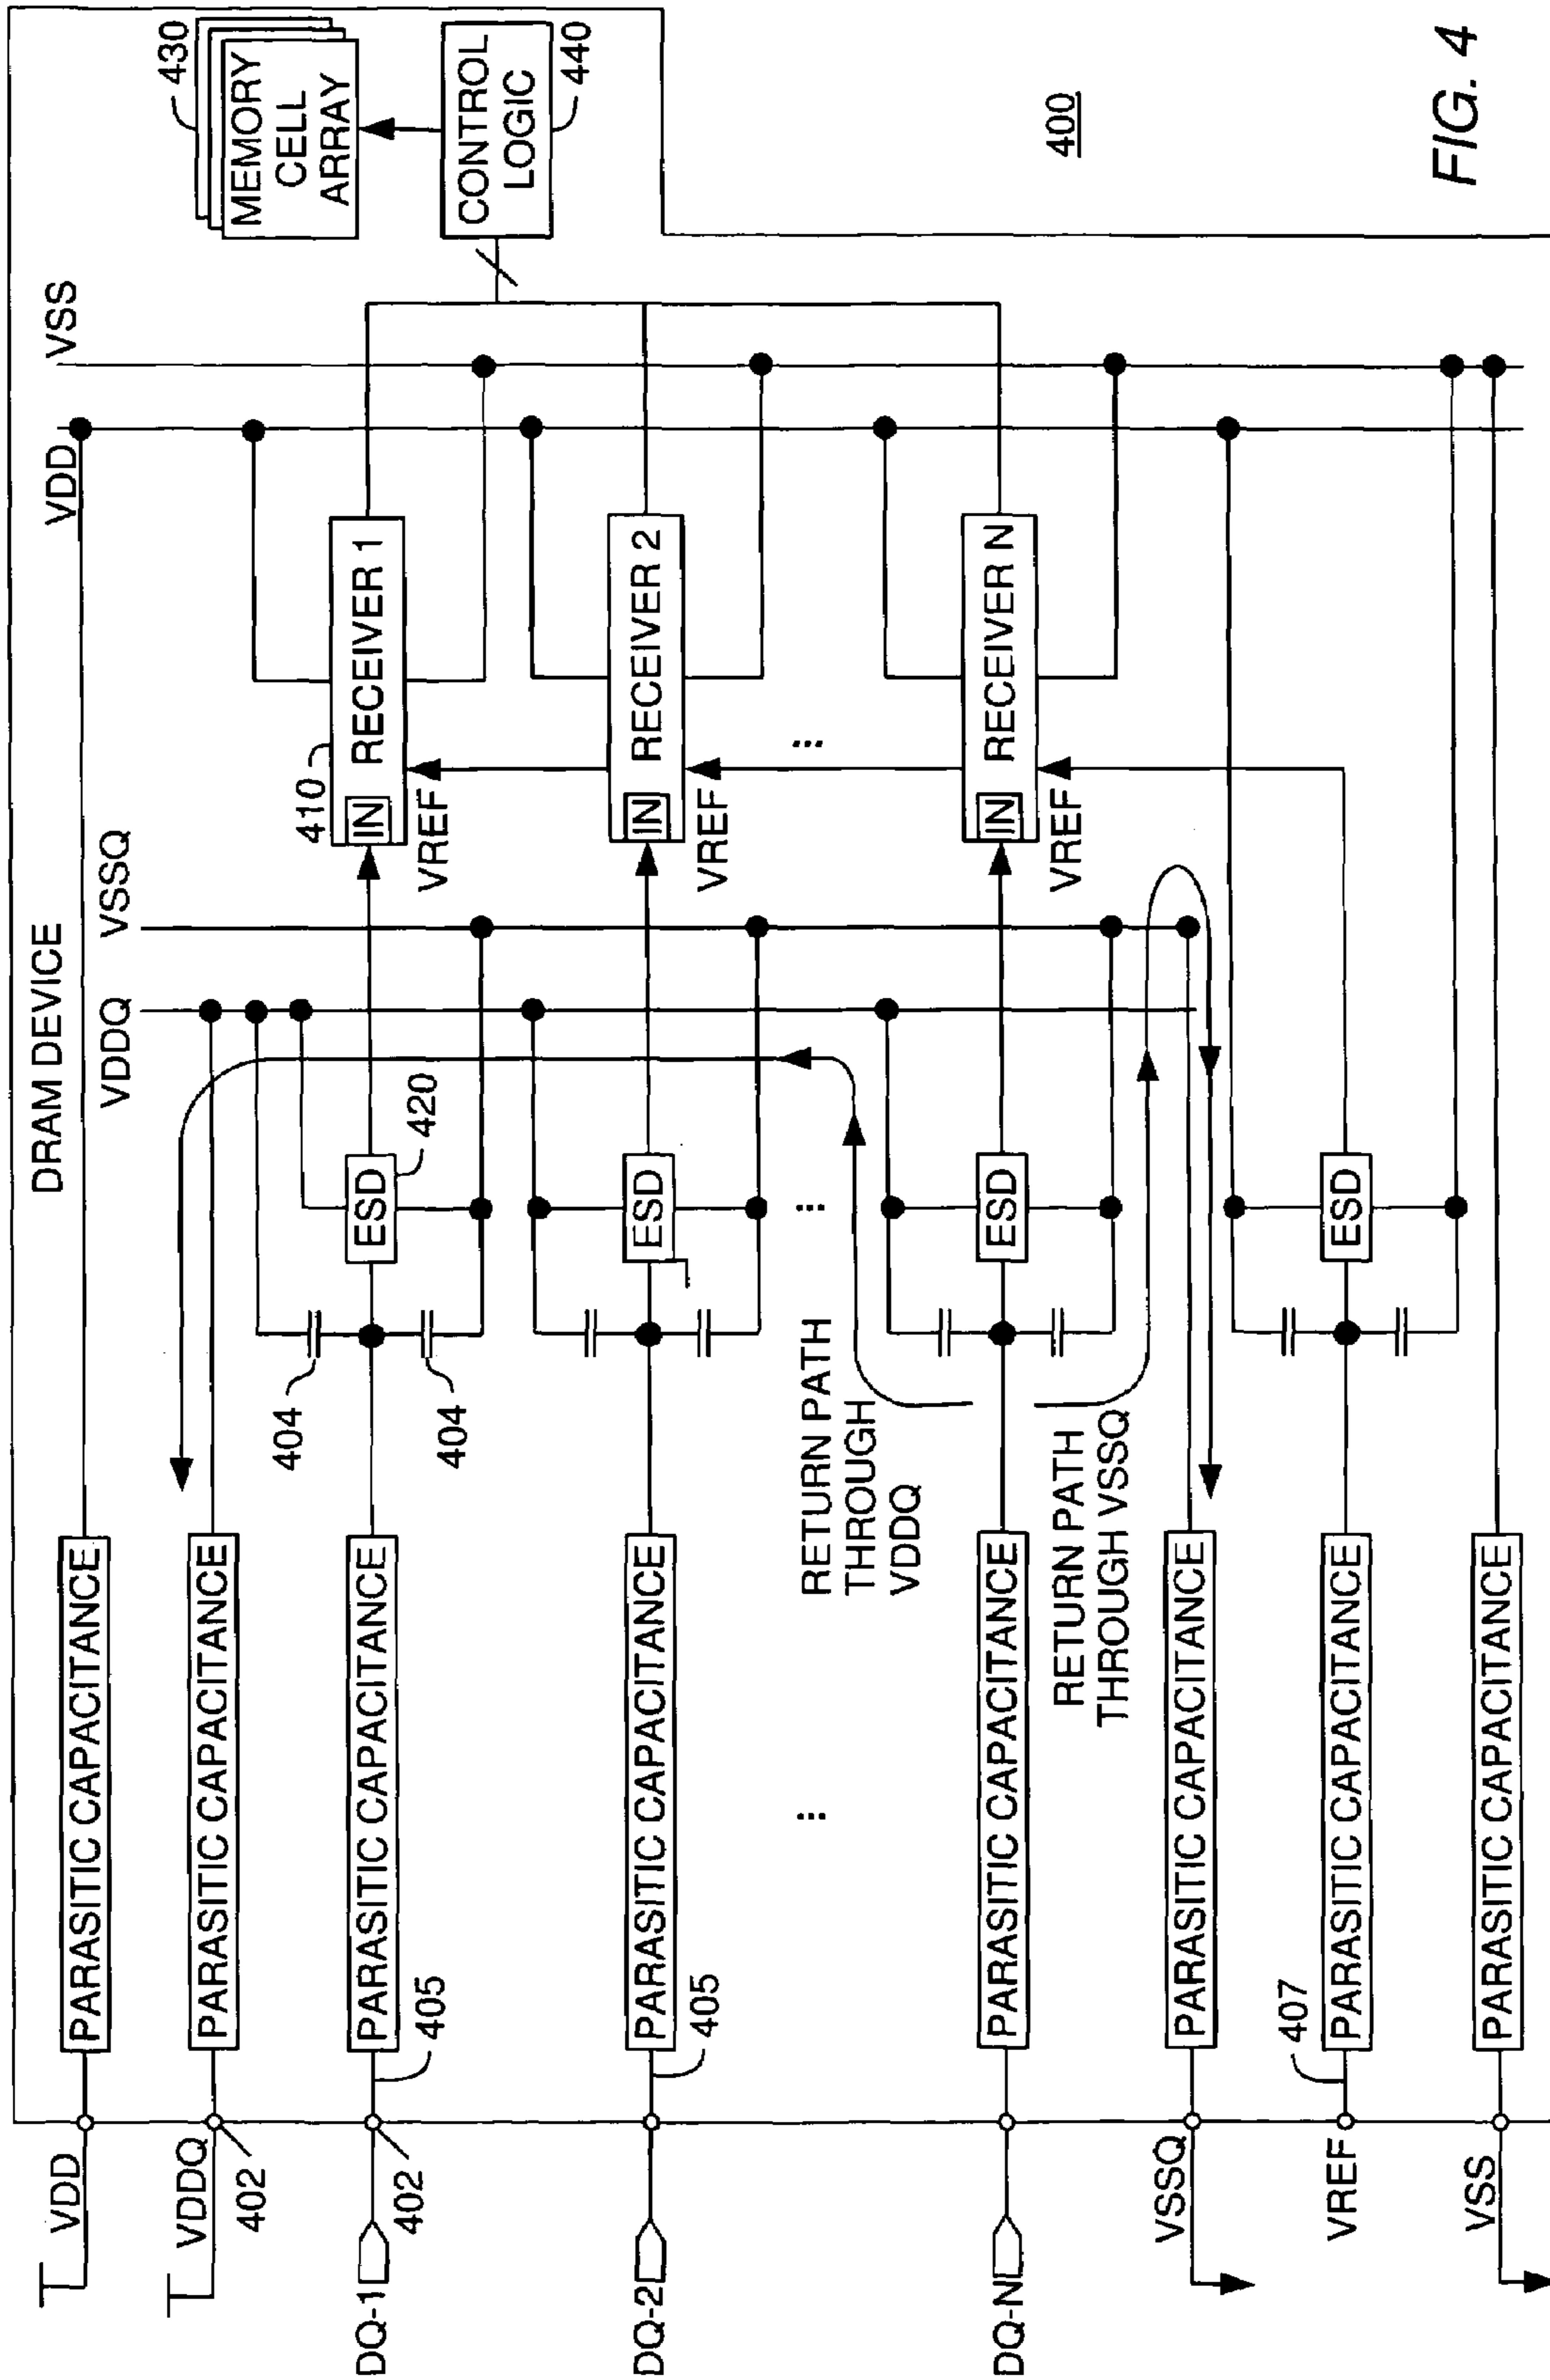 DRAM DEVICE
VDD
VSS
VDDQ
VSSQ
MEMORY
CELL
ARRAY
430
CONTROL
LOGIC
440
VDD
PARASITIC CAPACITANCE
VDDQ
402
PARASITIC CAPACITANCE
DQ-1
402
405
PARASITIC CAPACITANCE
404
404
ESD
420
410
IN
RECEIVER 1
VREF
DQ-2
405
PARASITIC CAPACITANCE
ESD
IN
RECEIVER 2
VREF
...
...
...
RETURN PATH
THROUGH
VDDQ
DQ-N
PARASITIC CAPACITANCE
ESD
IN
RECEIVER N
VREF
RETURN PATH
THROUGH VSSQ
VSSQ
PARASITIC CAPACITANCE
VREF
407
PARASITIC CAPACITANCE
ESD
VSS
PARASITIC CAPACITANCE
400
FIG. 4